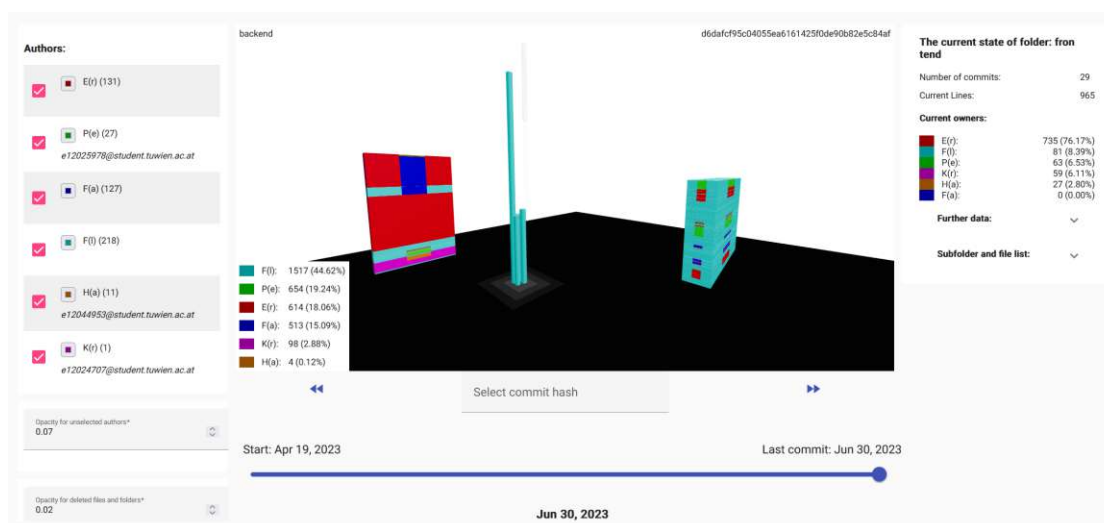 Authors:
E(r) (131)
P(e) (27)
e12025978@student.tuwien.ac.at
F(a) (127)
F(l) (218)
H(a) (11)
e12044953@student.tuwien.ac.at
K(r) (1)
e12024707@student.tuwien.ac.at
Opacity for unselected authors*
0.07
Opacity for deleted files and folders*
0.02
backend
d6dafcf95c04055ea6161425f0de90b82e5c84af
F(l): 1517 (44.62%)
P(e): 654 (19.24%)
E(r): 614 (18.06%)
F(a): 513 (15.09%)
K(r): 98 (2.88%)
H(a): 4 (0.12%)
Select commit hash
Start: Apr 19, 2023
Last commit: Jun 30, 2023
Jun 30, 2023
The current state of folder: fron
tend
Number of commits: 29
Current Lines: 965
Current owners:
E(r): 735 (76.17%)
F(l): 81 (8.39%)
P(e): 63 (6.53%)
K(r): 59 (6.11%)
H(a): 27 (2.80%)
F(a): 0 (0.00%)
Further data:
Subfolder and file list: